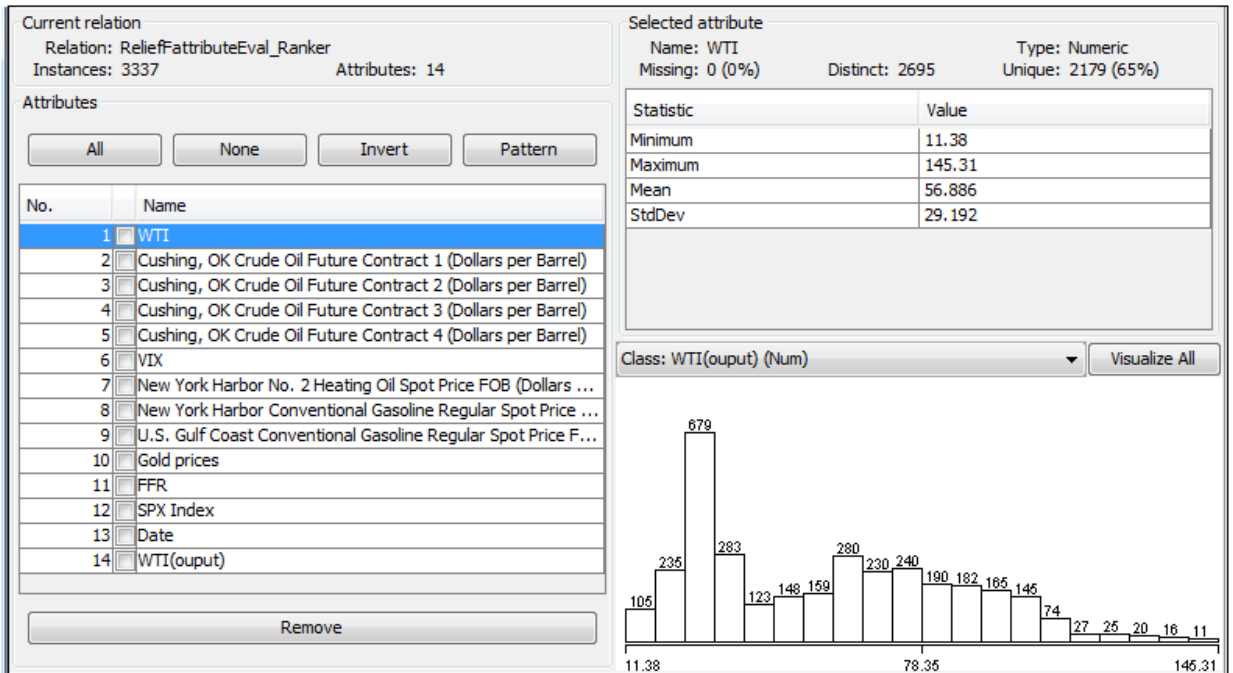 Current relation
Relation: ReliefFattributeEval_Ranker
Instances: 3337 Attributes: 14
Attributes
All None Invert Pattern
No. Name
1 WTI
2 Cushing, OK Crude Oil Future Contract 1 (Dollars per Barrel)
3 Cushing, OK Crude Oil Future Contract 2 (Dollars per Barrel)
4 Cushing, OK Crude Oil Future Contract 3 (Dollars per Barrel)
5 Cushing, OK Crude Oil Future Contract 4 (Dollars per Barrel)
6 VIX
7 New York Harbor No. 2 Heating Oil Spot Price FOB (Dollars ...
8 New York Harbor Conventional Gasoline Regular Spot Price ...
9 U.S. Gulf Coast Conventional Gasoline Regular Spot Price F...
10 Gold prices
11 FFR
12 SPX Index
13 Date
14 WTI(ouput)
Remove
Selected attribute
Name: WTI Type: Numeric
Missing: 0 (0%) Distinct: 2695 Unique: 2179 (65%)
Statistic Value
Minimum 11.38
Maximum 145.31
Mean 56.886
StdDev 29.192
Class: WTI(ouput) (Num) Visualize All
105 235 679 283 123 148 159 280 230 240 190 182 165 145 74 27 25 20 16 11
11.38 78.35 145.31